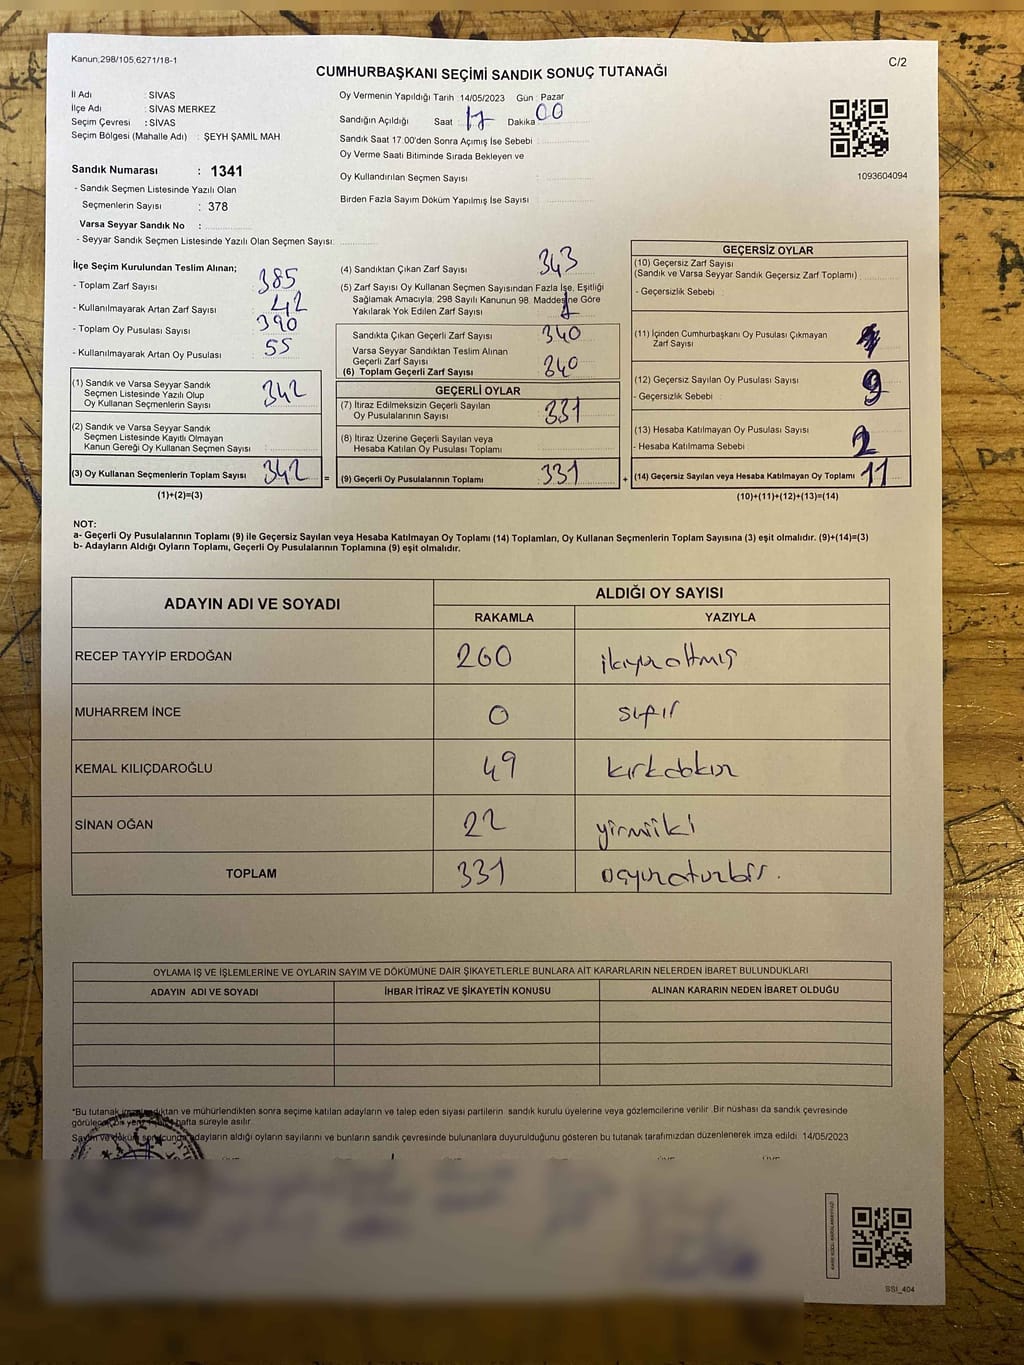 Kanun,298/105,6271/18-1
C/2
CUMHURBAŞKANI SEÇİMİ SANDIK SONUÇ TUTANAĞI
İl Adı : SİVAS
İlçe Adı : SİVAS MERKEZ
Seçim Çevresi : SİVAS
Seçim Bölgesi (Mahalle Adı) : ŞEYH ŞAMİL MAH
Oy Vermenin Yapıldığı Tarih :14/05/2023 Gün : Pazar
Sandığın Açıldığı Saat : 17 Dakika : 00
Sandık Saat 17:00'den Sonra Açımış İse Sebebi :
Oy Verme Saati Bitiminde Sırada Bekleyen ve
Oy Kullandırılan Seçmen Sayısı :
Birden Fazla Sayım Döküm Yapılmış İse Sayısı :
1093604094
Sandık Numarası : 1341
- Sandık Seçmen Listesinde Yazılı Olan
Seçmenlerin Sayısı : 378
Varsa Seyyar Sandık No :
- Seyyar Sandık Seçmen Listesinde Yazılı Olan Seçmen Sayısı:
İlçe Seçim Kurulundan Teslim Alınan;
- Toplam Zarf Sayısı : 385
- Kullanılmayarak Artan Zarf Sayısı : 42
- Toplam Oy Pusulası Sayısı : 390
- Kullanılmayarak Artan Oy Pusulası : 55
(1) Sandık ve Varsa Seyyar Sandık
Seçmen Listesinde Yazılı Olup
Oy Kullanan Seçmenlerin Sayısı : 342
(2) Sandık ve Varsa Seyyar Sandık
Seçmen Listesinde Kayıtlı Olmayan
Kanun Gereği Oy Kullanan Seçmen Sayısı :
(3) Oy Kullanan Seçmenlerin Toplam Sayısı 342 =
(1)+(2)=(3)
(4) Sandıktan Çıkan Zarf Sayısı : 343
(5) Zarf Sayısı Oy Kullanan Seçmen Sayısından Fazla İse, Eşitliği
Sağlamak Amacıyla; 298 Sayılı Kanunun 98. Maddesine Göre
Yakılarak Yok Edilen Zarf Sayısı : 1
Sandıkta Çıkan Geçerli Zarf Sayısı : 340
Varsa Seyyar Sandıktan Teslim Alınan
Geçerli Zarf Sayısı :
(6) Toplam Geçerli Zarf Sayısı : 340
GEÇERLİ OYLAR
(7) İtiraz Edilmeksizin Geçerli Sayılan
Oy Pusulalarının Sayısı : 331
(8) İtiraz Üzerine Geçerli Sayılan veya
Hesaba Katılan Oy Pusulası Toplamı :
(9) Geçerli Oy Pusulalarının Toplamı : 331 +
GEÇERSİZ OYLAR
(10) Geçersiz Zarf Sayısı
(Sandık ve Varsa Seyyar Sandık Geçersiz Zarf Toplamı) :
- Geçersizlik Sebebi :
(11) İçinden Cumhurbaşkanı Oy Pusulası Çıkmayan
Zarf Sayısı :
(12) Geçersiz Sayılan Oy Pusulası Sayısı : 9
- Geçersizlik Sebebi :
(13) Hesaba Katılmayan Oy Pusulası Sayısı : 2
- Hesaba Katılmama Sebebi :
(14) Geçersiz Sayılan veya Hesaba Katılmayan Oy Toplamı : 11
(10)+(11)+(12)+(13)=(14)
NOT:
a- Geçerli Oy Pusulalarının Toplamı (9) ile Geçersiz Sayılan veya Hesaba Katılmayan Oy Toplamı (14) Toplamları, Oy Kullanan Seçmenlerin Toplam Sayısına (3) eşit olmalıdır. (9)+(14)=(3)
b- Adayların Aldığı Oyların Toplamı, Geçerli Oy Pusulalarının Toplamına (9) eşit olmalıdır.
ADAYIN ADI VE SOYADI ALDIĞI OY SAYISI
RAKAMLA YAZIYLA
RECEP TAYYİP ERDOĞAN 260 ikiyüzaltmış
MUHARREM İNCE 0 sıfır
KEMAL KILIÇDAROĞLU 49 kırkdokuz
SİNAN OĞAN 22 yirmiiki
TOPLAM 331 üçyüzotuzbir.
OYLAMA İŞ VE İŞLEMLERİNE VE OYLARIN SAYIM VE DÖKÜMÜNE DAİR ŞİKAYETLERLE BUNLARA AİT KARARLARIN NELERDEN İBARET BULUNDUKLARI
ADAYIN ADI VE SOYADI İHBAR İTİRAZ VE ŞİKAYETİN KONUSU ALINAN KARARIN NEDEN İBARET OLDUĞU
*Bu tutanak imzalandıktan ve mühürlendikten sonra seçime katılan adayların ve talep eden siyasi partilerin sandık kurulu üyelerine veya gözlemcilerine verilir .Bir nüshası da sandık çevresinde
görülecek bir yere hafta süreyle asılır.
Sayım ve döküm sonucunda adayların aldığı oyların sayılarını ve bunların sandık çevresinde bulunanlara duyurulduğunu gösteren bu tutanak tarafımızdan düzenlenerek imza edildi. 14/05/2023
SSI_404